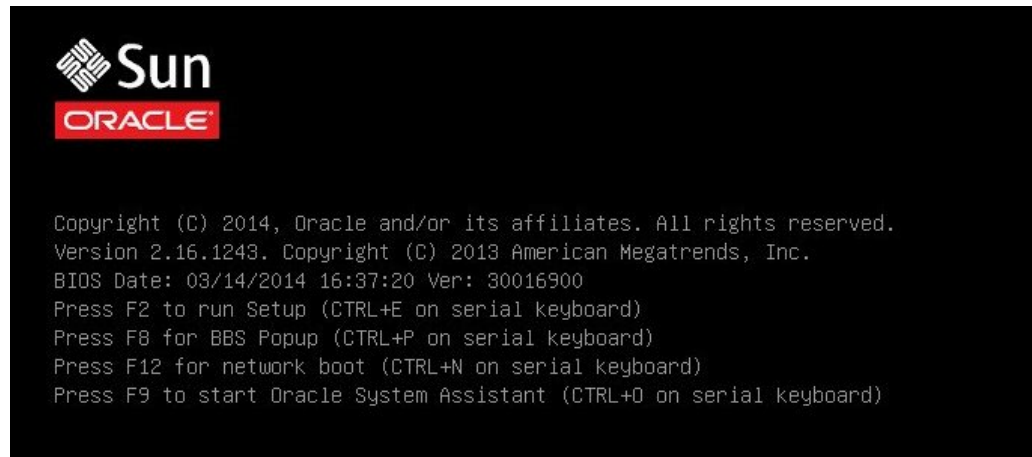 Sun
ORACLE
Copyright (C) 2014, Oracle and/or its affiliates. All rights reserved.
Version 2.16.1243. Copyright (C) 2013 American Megatrends, Inc.
BIOS Date: 03/14/2014 16:37:20 Ver: 30016900
Press F2 to run Setup (CTRL+E on serial keyboard)
Press F8 for BBS Popup (CTRL+P on serial keyboard)
Press F12 for network boot (CTRL+N on serial keyboard)
Press F9 to start Oracle System Assistant (CTRL+O on serial keyboard)